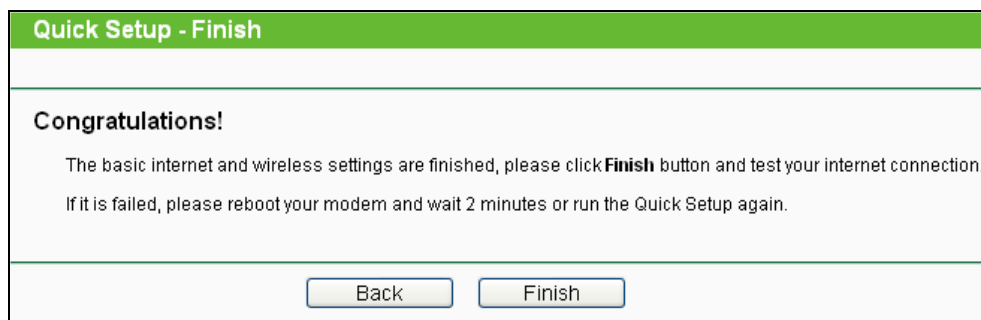 Quick Setup - Finish
Congratulations!
The basic internet and wireless settings are finished, please click Finish button and test your internet connection
If it is failed, please reboot your modem and wait 2 minutes or run the Quick Setup again.
Back Finish